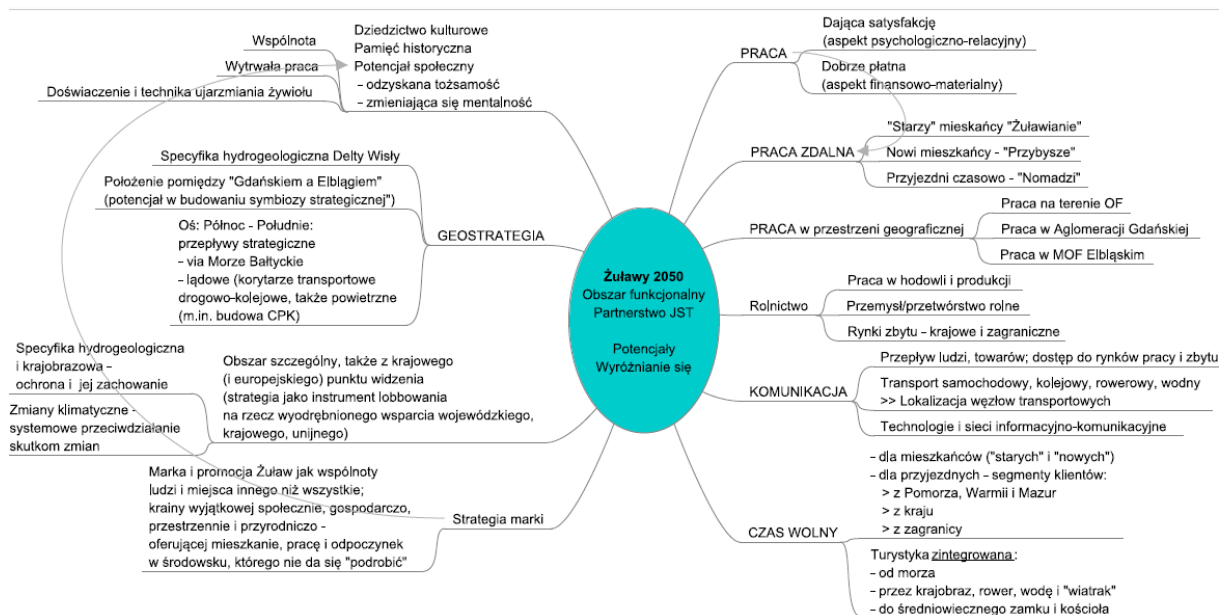 Wspólnota
Wytrwała praca
Doświaczenie i technika ujarzmiania żywiołu
Dziedzictwo kulturowe
Pamięć historyczna
Potencjał społeczny
- odzyskana tożsamość
- zmieniająca się mentalność
Specyfika hydrogeologiczna Delty Wisły
Położenie pomiędzy "Gdańskiem a Elblągiem"
(potencjał w budowaniu symbiozy strategicznej")
Oś: Północ - Południe:
przepływy strategiczne
- via Morze Bałtyckie
- lądowe (korytarze transportowe
drogowo-kolejowe, także powietrzne
(m.in. budowa CPK)
GEOSTRATEGIA
Specyfika hydrogeologiczna
i krajobrazowa -
ochrona i jej zachowanie
Zmiany klimatyczne -
systemowe przeciwdziałanie
skutkom zmian
Obszar szczególny, także z krajowego
(i europejskiego) punktu widzenia
(strategia jako instrument lobbowania
na rzecz wyodrębnionego wsparcia wojewódzkiego,
krajowego, unijnego)
Marka i promocja Żuław jak wspólnoty
ludzi i miejsca innego niż wszystkie;
krainy wyjątkowej społecznie, gospodarczo,
przestrzennie i przyrodniczo -
oferującej mieszkanie, pracę i odpoczynek
w środowsku, którego nie da się "podrobić"
Strategia marki
Żuławy 2050
Obszar funkcjonalny
Partnerstwo JST
Potencjały
Wyróżnianie się
PRACA
Dająca satysfakcję
(aspekt psychologiczno-relacyjny)
Dobrze płatna
(aspekt finansowo-materialny)
PRACA ZDALNA
"Starzy" mieskańcy "Żuławianie"
Nowi mieszkańcy - "Przybysze"
Przyjezdni czasowo - "Nomadzi"
PRACA w przestrzeni geograficznej
Praca na terenie OF
Praca w Aglomeracji Gdańskiej
Praca w MOF Elbląskim
Rolnictwo
Praca w hodowli i produkcji
Przemysł/przetwórstwo rolne
Rynki zbytu - krajowe i zagraniczne
KOMUNIKACJA
Przepływ ludzi, towarów; dostęp do rynków pracy i zbytu
Transport samochodowy, kolejowy, rowerowy, wodny
>> Lokalizacja węzłow transportowych
Technologie i sieci informacyjno-komunikacyjne
CZAS WOLNY
- dla mieszkańców ("starych" i "nowych")
- dla przyjezdnych - segmenty klientów:
> z Pomorza, Warmii i Mazur
> z kraju
> z zagranicy
Turystyka zintegrowana:
- od morza
- przez krajobraz, rower, wodę i "wiatrak"
- do średniowiecznego zamku i kościoła